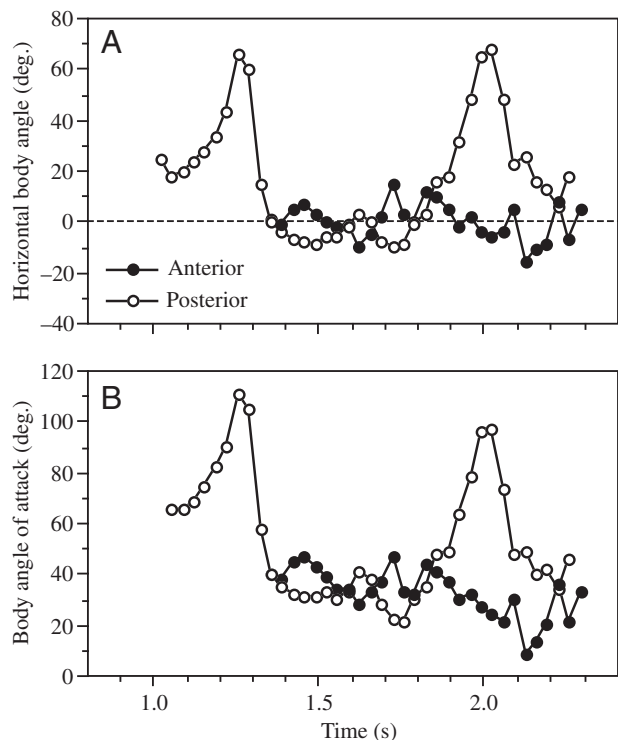 A
80
60
40
20
0
–20
–40
Horizontal body angle (deg.)
Anterior
Posterior
B
120
100
80
60
40
20
0
Body angle of attack (deg.)
1.0 1.5 2.0
Time (s)